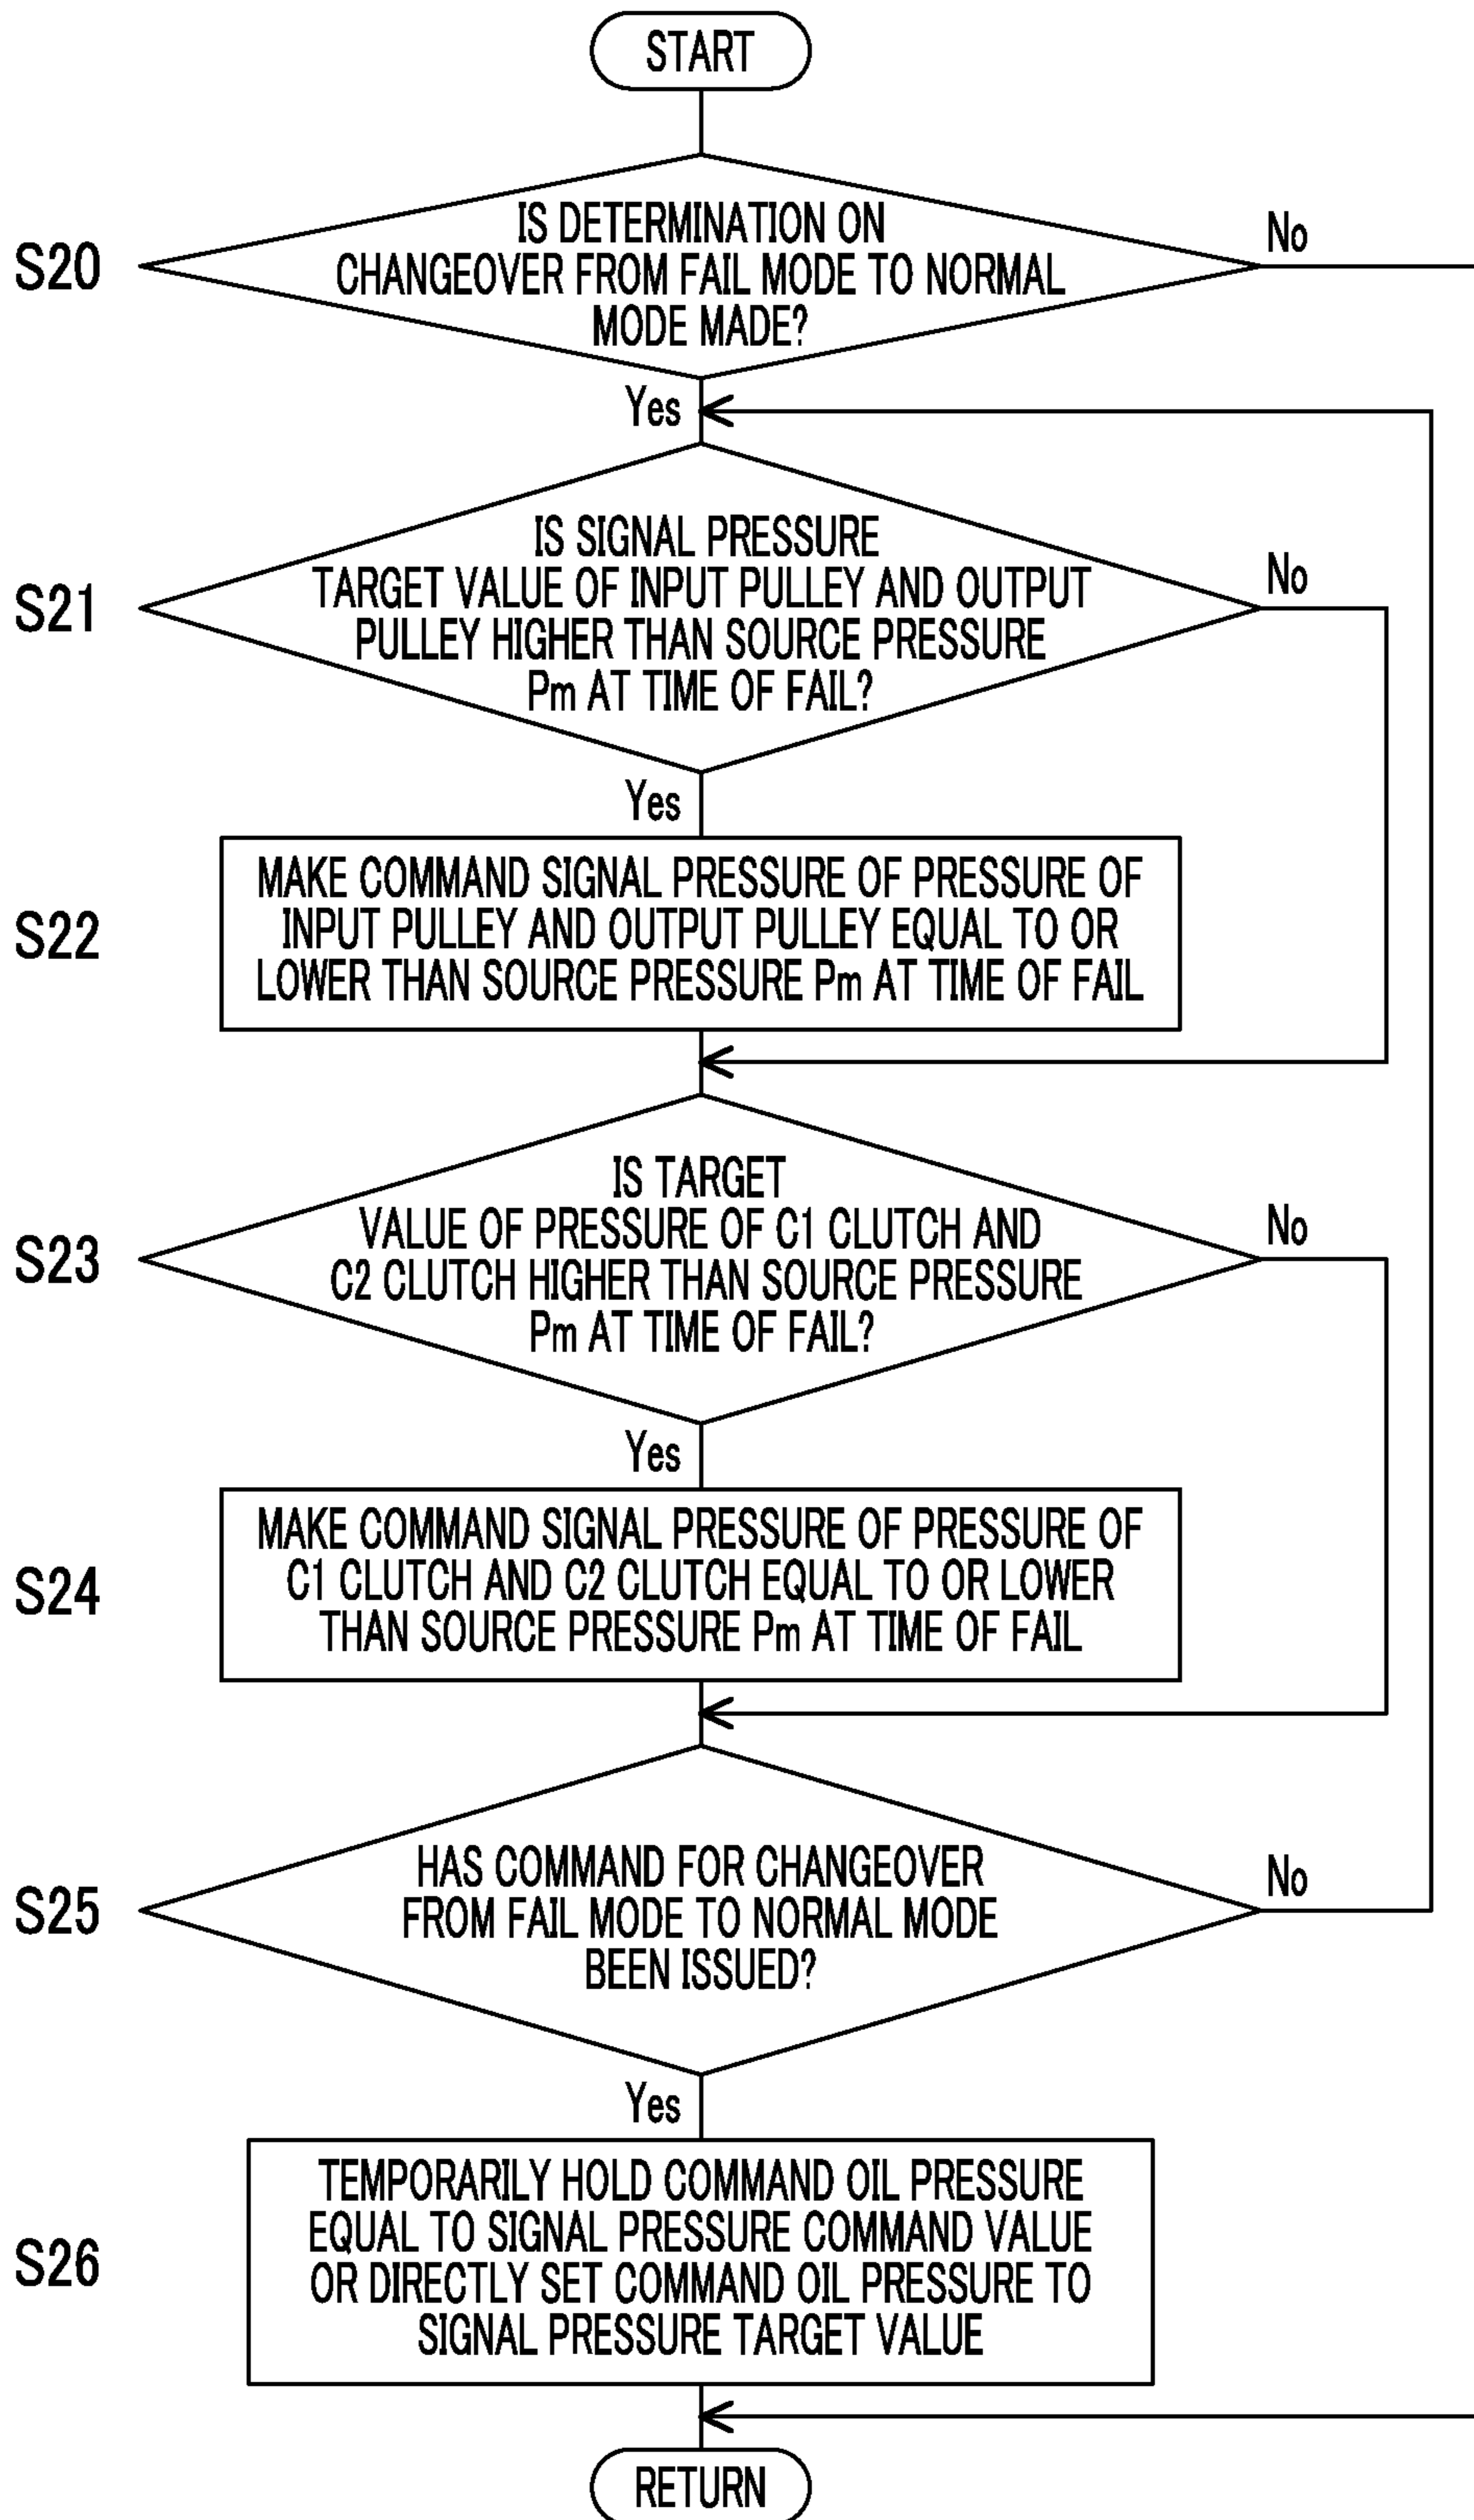 START
S20
IS DETERMINATION ON
CHANGEOVER FROM FAIL MODE TO NORMAL
MODE MADE?
No
Yes
S21
IS SIGNAL PRESSURE
TARGET VALUE OF INPUT PULLEY AND OUTPUT
PULLEY HIGHER THAN SOURCE PRESSURE
Pm AT TIME OF FAIL?
No
Yes
S22
MAKE COMMAND SIGNAL PRESSURE OF PRESSURE OF
INPUT PULLEY AND OUTPUT PULLEY EQUAL TO OR
LOWER THAN SOURCE PRESSURE Pm AT TIME OF FAIL
S23
IS TARGET
VALUE OF PRESSURE OF C1 CLUTCH AND
C2 CLUTCH HIGHER THAN SOURCE PRESSURE
Pm AT TIME OF FAIL?
No
Yes
S24
MAKE COMMAND SIGNAL PRESSURE OF PRESSURE OF
C1 CLUTCH AND C2 CLUTCH EQUAL TO OR LOWER
THAN SOURCE PRESSURE Pm AT TIME OF FAIL
S25
HAS COMMAND FOR CHANGEOVER
FROM FAIL MODE TO NORMAL MODE
BEEN ISSUED?
No
Yes
S26
TEMPORARILY HOLD COMMAND OIL PRESSURE
EQUAL TO SIGNAL PRESSURE COMMAND VALUE
OR DIRECTLY SET COMMAND OIL PRESSURE TO
SIGNAL PRESSURE TARGET VALUE
RETURN